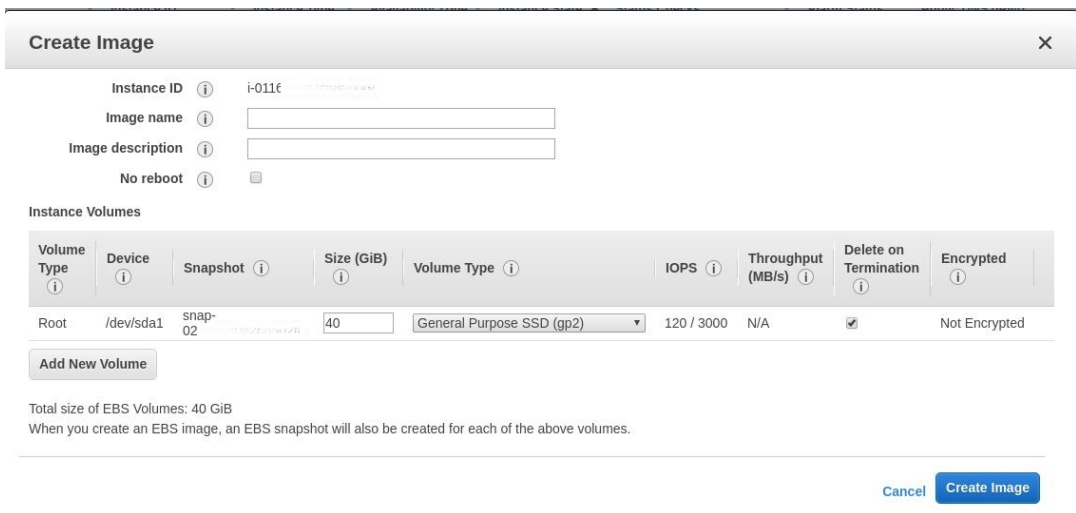 Create Image ×
Instance ID i-0116
Image name
Image description
No reboot
Instance Volumes
Volume Type Device Snapshot Size (GiB) Volume Type IOPS Throughput (MB/s) Delete on Termination Encrypted
Root /dev/sda1 snap-02 40 General Purpose SSD (gp2) 120 / 3000 N/A Not Encrypted
Add New Volume
Total size of EBS Volumes: 40 GiB
When you create an EBS image, an EBS snapshot will also be created for each of the above volumes.
Cancel Create Image